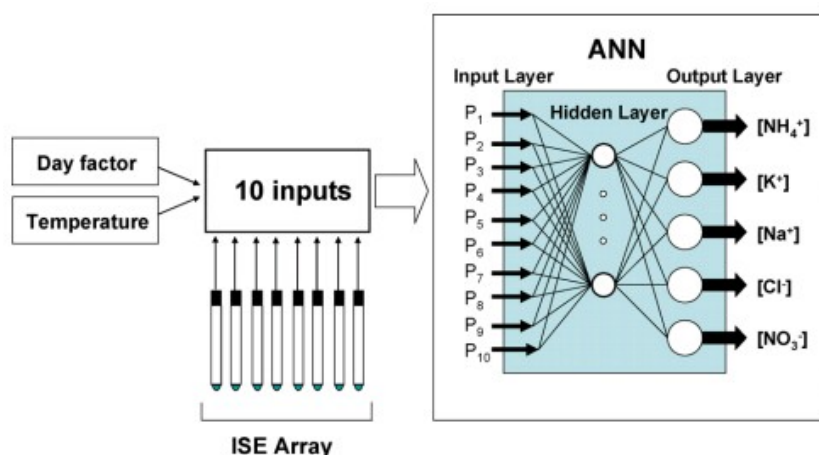 ANN
Input Layer
Output Layer
Hidden Layer
Day factor
Temperature
10 inputs
P₁
P₂
P₃
P₄
P₅
P₆
P₇
P₈
P₉
P₁₀
[NH₄⁺]
[K⁺]
[Na⁺]
[Cl⁻]
[NO₃⁻]
ISE Array